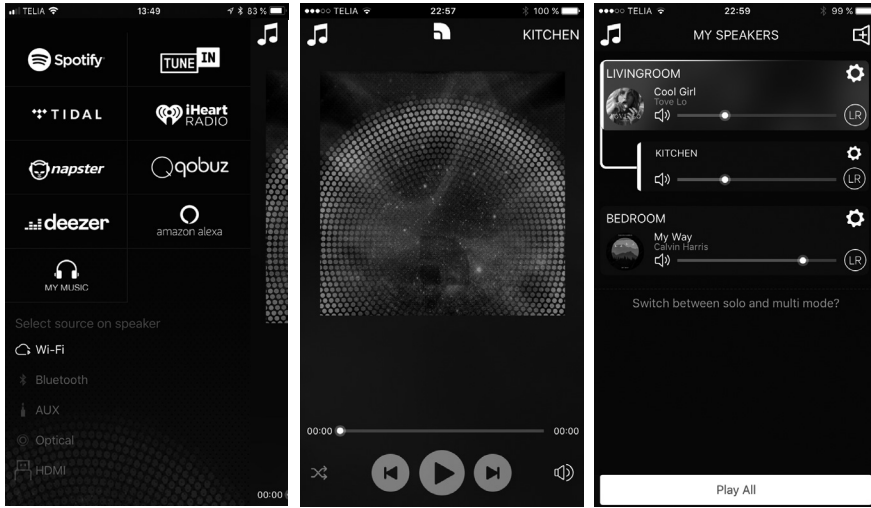 TELIA 13:49 83 %
Spotify
TUNE IN
TIDAL
iHeart
RADIO
napster
qobuz
deezer
amazon alexa
MY MUSIC
Select source on speaker
Wi-Fi
Bluetooth
AUX
Optical
HDMI
00:00
TELIA 22:57 100 %
KITCHEN
00:00 00:00
TELIA 22:59 99 %
MY SPEAKERS
LIVINGROOM
Cool Girl
Tove Lo
LR
KITCHEN
LR
BEDROOM
My Way
Calvin Harris
LR
Switch between solo and multi mode?
Play All